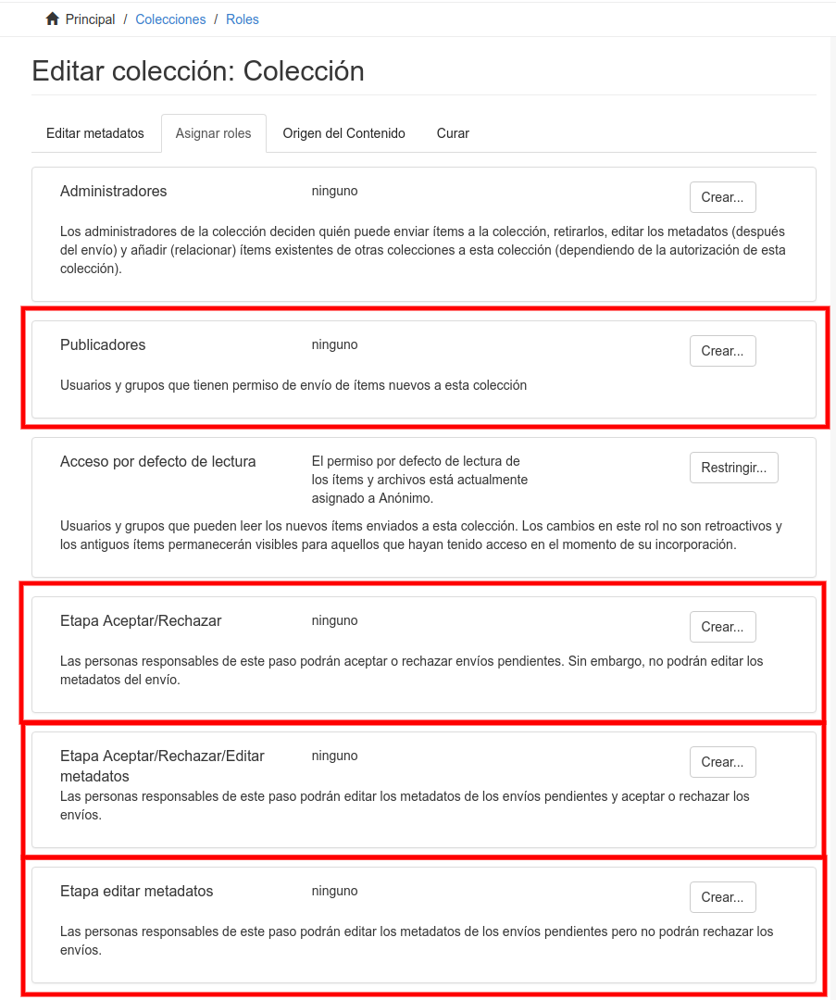 Principal / Colecciones / Roles
Editar colección: Colección
Editar metadatos Asignar roles Origen del Contenido Curar
Administradores ninguno Crear...
Los administradores de la colección deciden quién puede enviar ítems a la colección, retirarlos, editar los metadatos (después
del envío) y añadir (relacionar) ítems existentes de otras colecciones a esta colección (dependiendo de la autorización de esta
colección).
Publicadores ninguno Crear...
Usuarios y grupos que tienen permiso de envío de ítems nuevos a esta colección
Acceso por defecto de lectura El permiso por defecto de lectura de Restringir...
los ítems y archivos está actualmente
asignado a Anónimo.
Usuarios y grupos que pueden leer los nuevos ítems enviados a esta colección. Los cambios en este rol no son retroactivos y
los antiguos ítems permanecerán visibles para aquellos que hayan tenido acceso en el momento de su incorporación.
Etapa Aceptar/Rechazar ninguno Crear...
Las personas responsables de este paso podrán aceptar o rechazar envíos pendientes. Sin embargo, no podrán editar los
metadatos del envío.
Etapa Aceptar/Rechazar/Editar ninguno Crear...
metadatos
Las personas responsables de este paso podrán editar los metadatos de los envíos pendientes y aceptar o rechazar los
envíos.
Etapa editar metadatos ninguno Crear...
Las personas responsables de este paso podrán editar los metadatos de los envíos pendientes pero no podrán rechazar los
envíos.